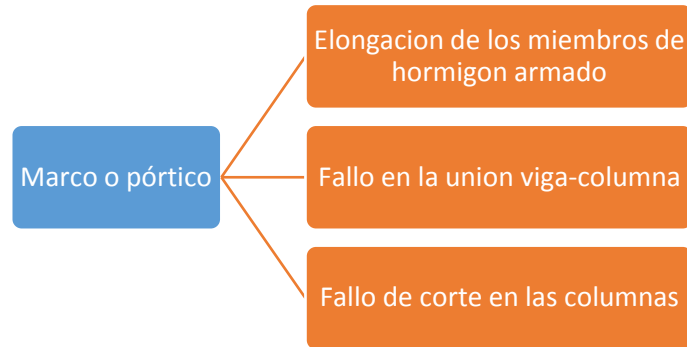 Marco o pórtico
Elongacion de los miembros de
hormigon armado
Fallo en la union viga-columna
Fallo de corte en las columnas